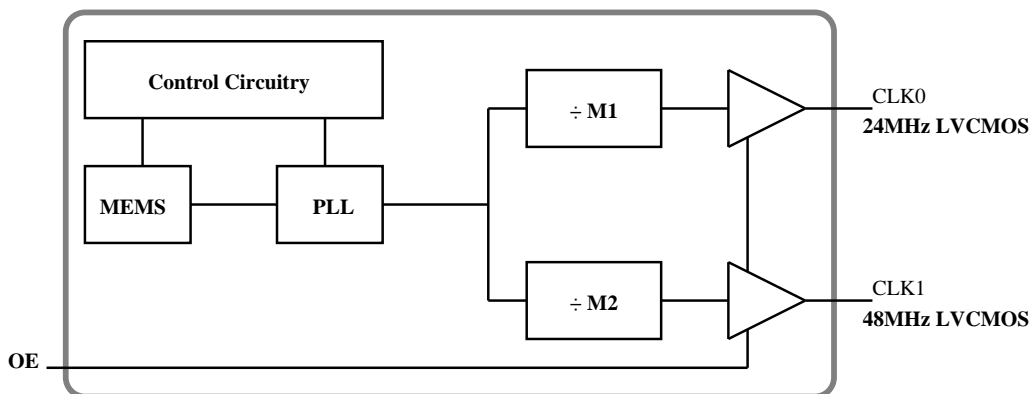 Control Circuitry
MEMS
PLL
÷ M1
÷ M2
CLK0
24MHz LVCMOS
CLK1
48MHz LVCMOS
OE